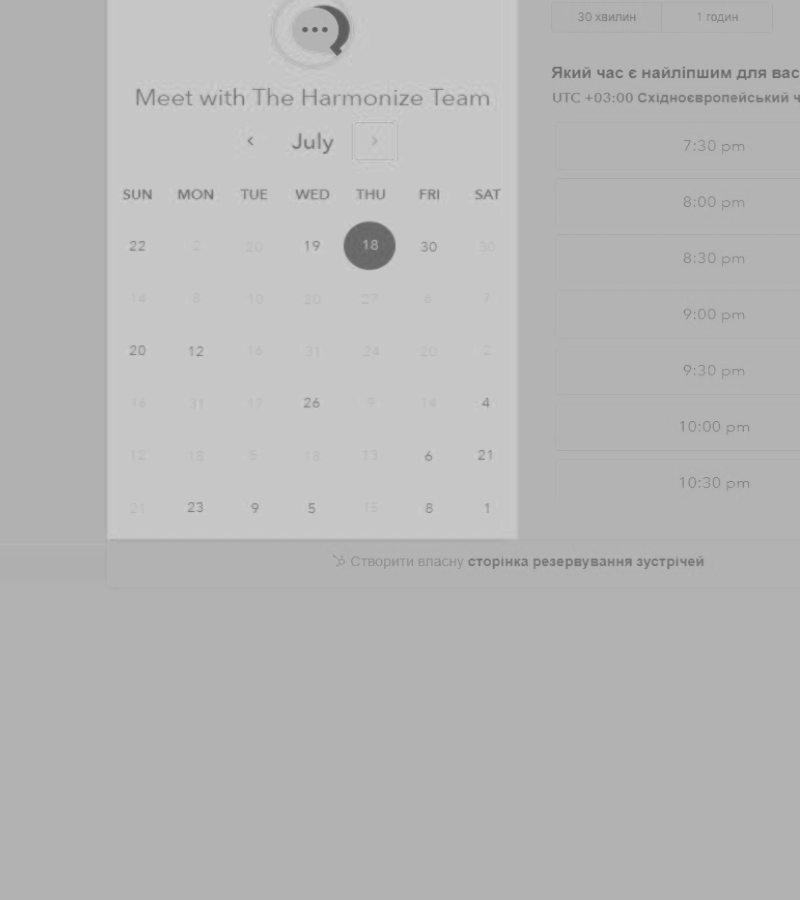 30 хвилин 1 годин
Meet with The Harmonize Team
July
SUN MON TUE WED THU FRI SAT
22 2 20 19 18 30 30
14 8 10 20 27 6 7
20 12 16 31 24 20 2
16 31 17 26 9 14 4
12 18 5 18 13 6 21
21 23 9 5 15 8 1
Який час є найліпшим для вас
UTC +03:00 Східноєвропейський
7:30 pm
8:00 pm
8:30 pm
9:00 pm
9:30 pm
10:00 pm
10:30 pm
Створити власну сторінка резервування зустрічей